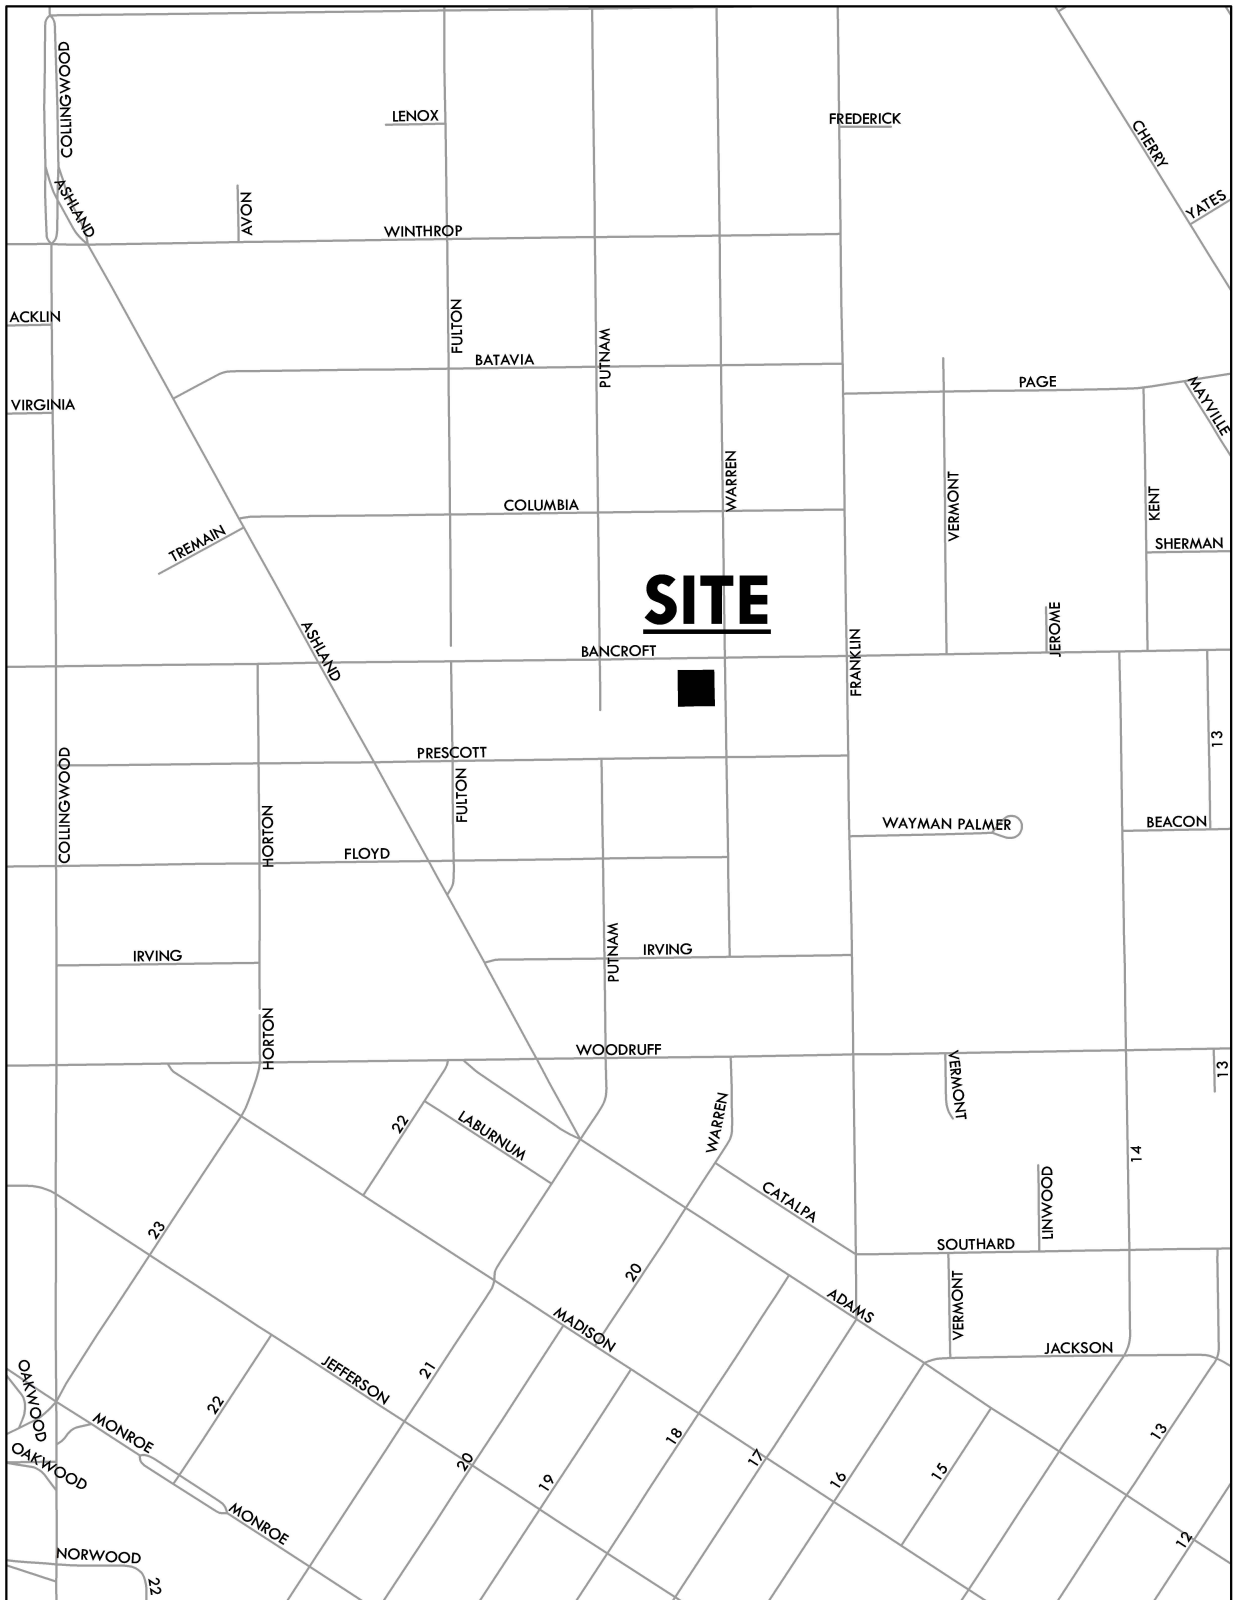 COLLINGWOOD
LENOX
FREDERICK
CHERRY
ASHLAND
AVON
YATES
WINTHROP
ACKLIN
FULTON
PUTNAM
BATAVIA
PAGE
MAYVILLE
VIRGINIA
WARREN
COLUMBIA
VERMONT
KENT
TREMAIN
SHERMAN
SITE
JEROME
ASHLAND
BANCROFT
FRANKLIN
13
PRESCOTT
COLLINGWOOD
FULTON
HORTON
WAYMAN PALMER
BEACON
FLOYD
IRVING
PUTNAM
IRVING
HORTON
WOODRUFF
VERMONT
13
22
LABURNUM
WARREN
14
CATALPA
LINWOOD
23
SOUTHARD
20
VERMONT
ADAMS
MADISON
JACKSON
OAKWOOD
JEFFERSON
21
22
MONROE
18
13
OAKWOOD
20
17
16
15
19
MONROE
12
NORWOOD
22